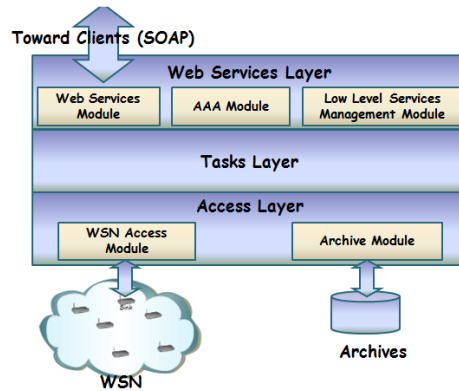 Toward Clients (SOAP)
Web Services Layer
Web Services
Module
AAA Module
Low Level Services
Management Module
Tasks Layer
Access Layer
WSN Access
Module
Archive Module
WSN
Archives